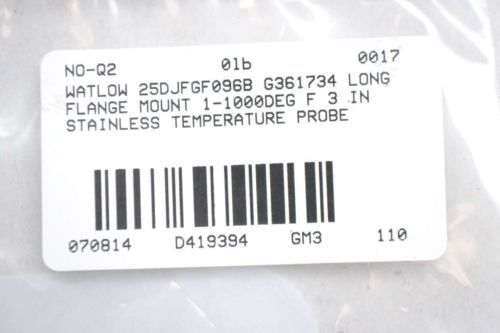 NO-Q2 01b 0017
WATLOW 25DJFGF096B G361734 LONG
FLANGE MOUNT 1-1000DEG F 3 IN
STAINLESS TEMPERATURE PROBE
070814 D419394 GM3 110